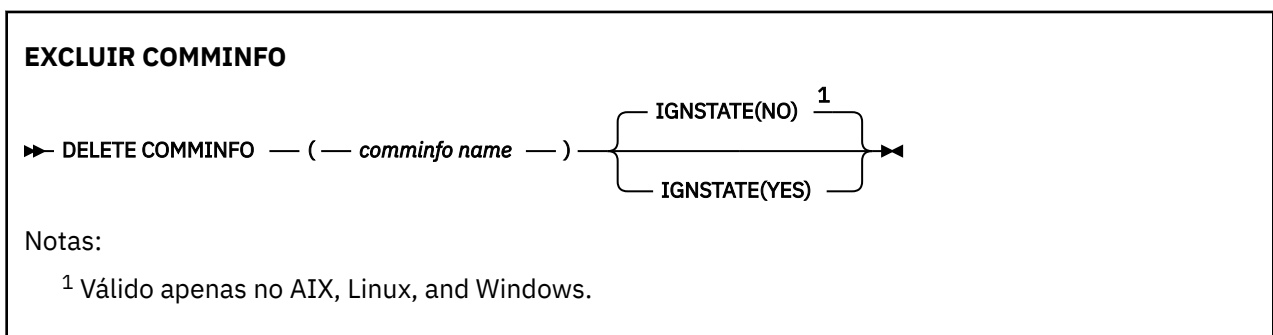 EXCLUIR COMMINFO
IGNSTATE(NO) 1
DELETE COMMINFO ( comminfo name )
IGNSTATE(YES)
Notas:
1 Válido apenas no AIX, Linux, and Windows.